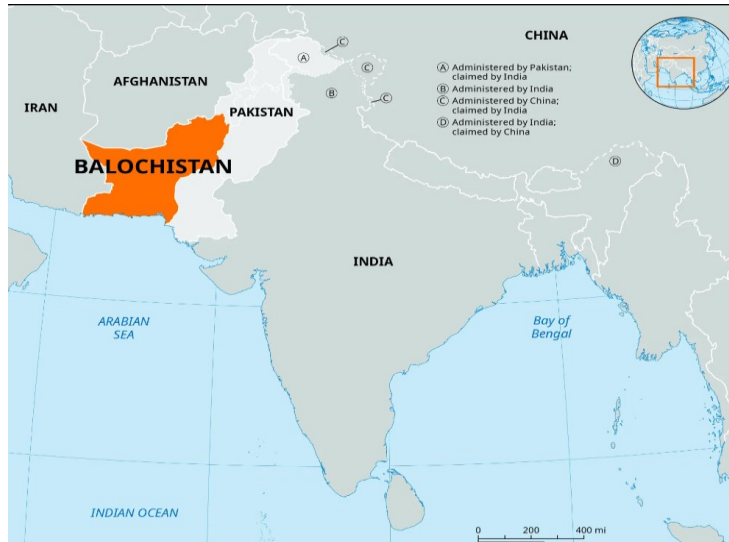 CHINA
Ⓒ
Ⓐ
Ⓒ
Ⓐ Administered by Pakistan;
claimed by India
Ⓑ Administered by India
Ⓒ Administered by China;
claimed by India
Ⓓ Administered by India;
claimed by China
AFGHANISTAN
Ⓑ
Ⓒ
IRAN
PAKISTAN
BALOCHISTAN
Ⓓ
INDIA
ARABIAN
SEA
Bay of
Bengal
INDIAN OCEAN
0 200 400 mi